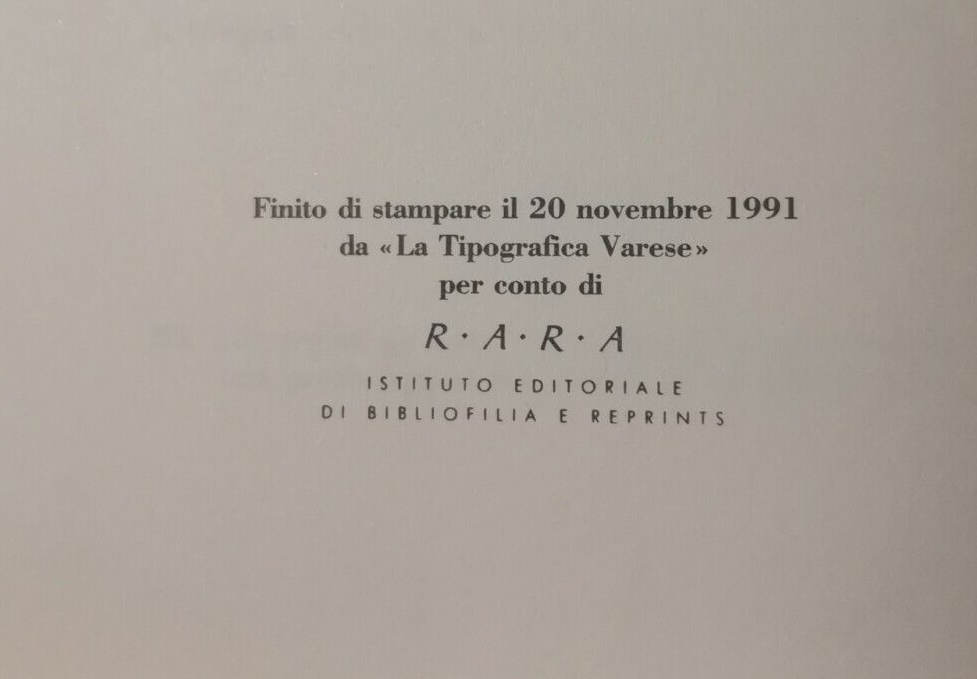 Finito di stampare il 20 novembre 1991
da «La Tipografica Varese»
per conto di
R·A·R·A
ISTITUTO EDITORIALE
DI BIBLIOFILIA E REPRINTS